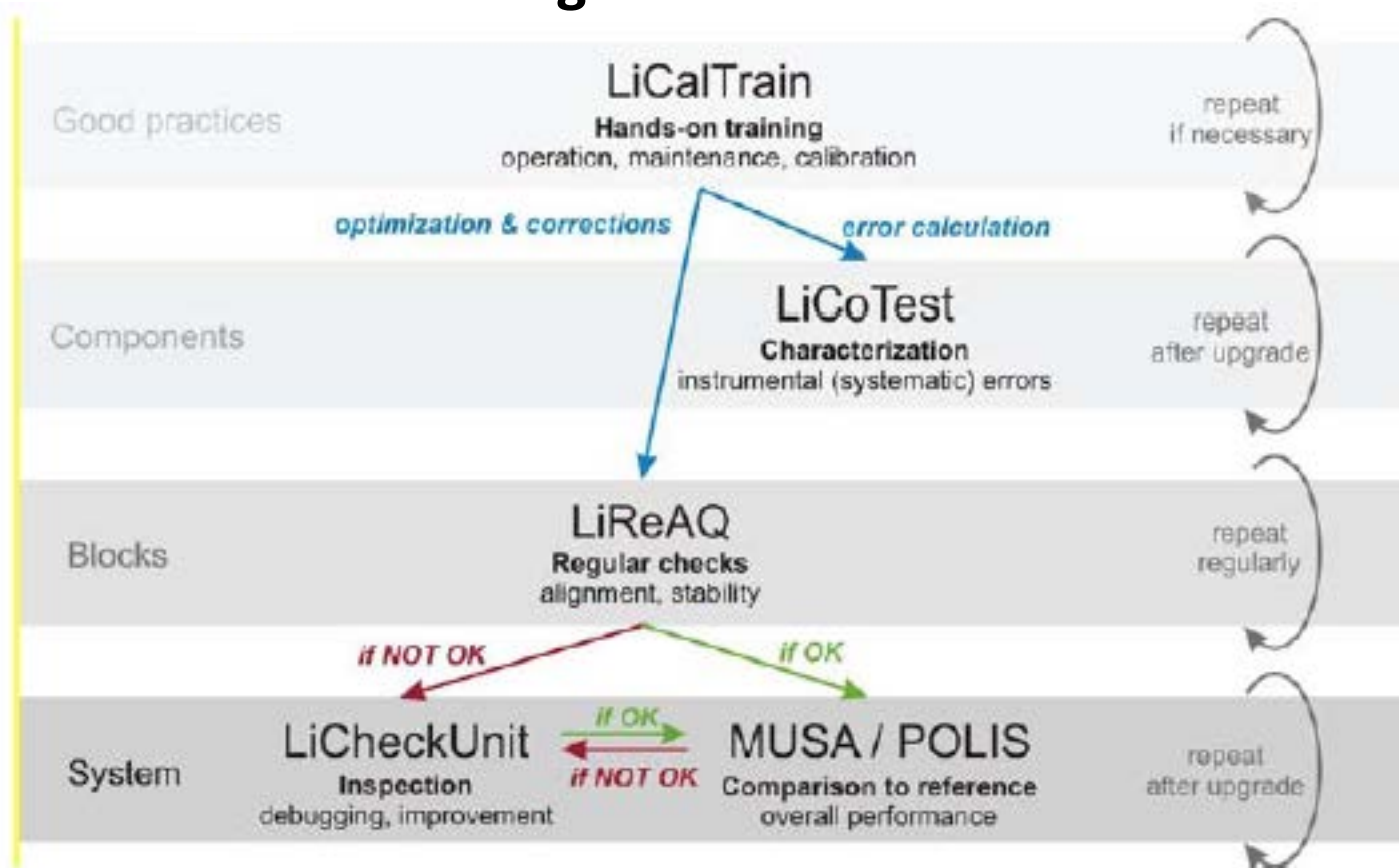 LiCalTrain
Good practices
Hands-on training
operation, maintenance, calibration
repeat
if necessary
optimization & corrections
error calculation
LiCoTest
Components
Characterization
instrumental (systematic) errors
repeat
after upgrade
LiReAQ
Blocks
Regular checks
alignment, stability
repeat
regularly
if NOT OK
if OK
LiCheckUnit
if OK
if NOT OK
MUSA / POLIS
System
Inspection
debugging, improvement
Comparison to reference
overall performance
repeat
after upgrade